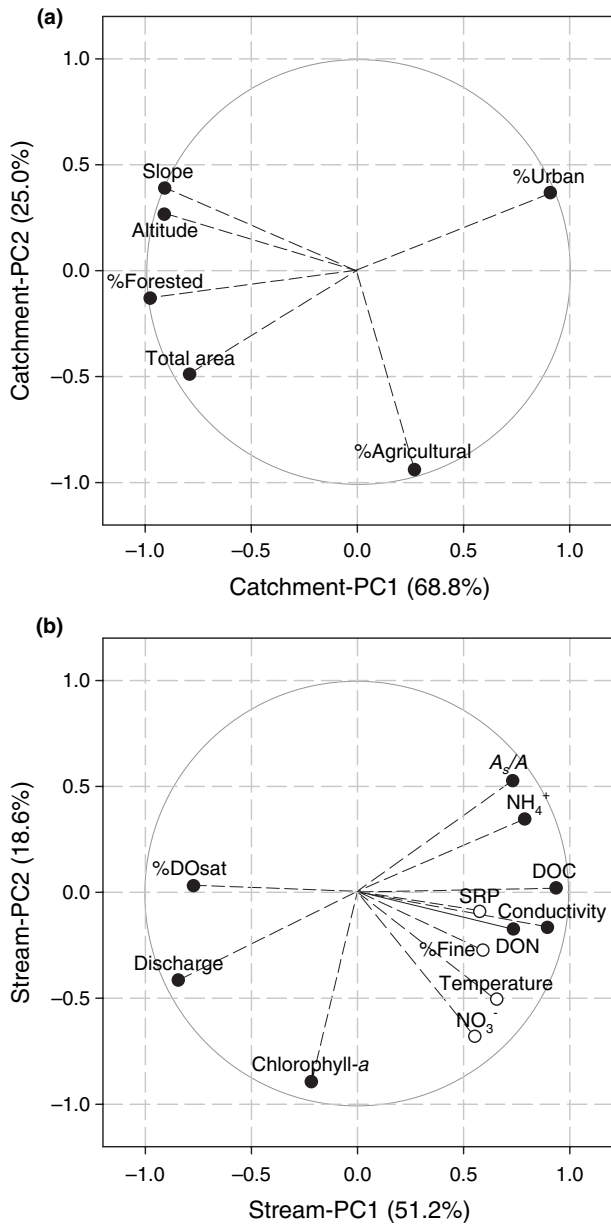 (a)
1.0
0.5
0.0
−0.5
−1.0
Catchment-PC2 (25.0%)
Slope
Altitude
%Forested
Total area
%Urban
%Agricultural
−1.0 −0.5 0.0 0.5 1.0
Catchment-PC1 (68.8%)
(b)
1.0
0.5
0.0
−0.5
−1.0
Stream-PC2 (18.6%)
Aₛ/A
NH₄⁺
%DOsat
DOC
SRP
Conductivity
%Fine
DON
Discharge
Temperature
NO₃⁻
Chlorophyll-a
−1.0 −0.5 0.0 0.5 1.0
Stream-PC1 (51.2%)